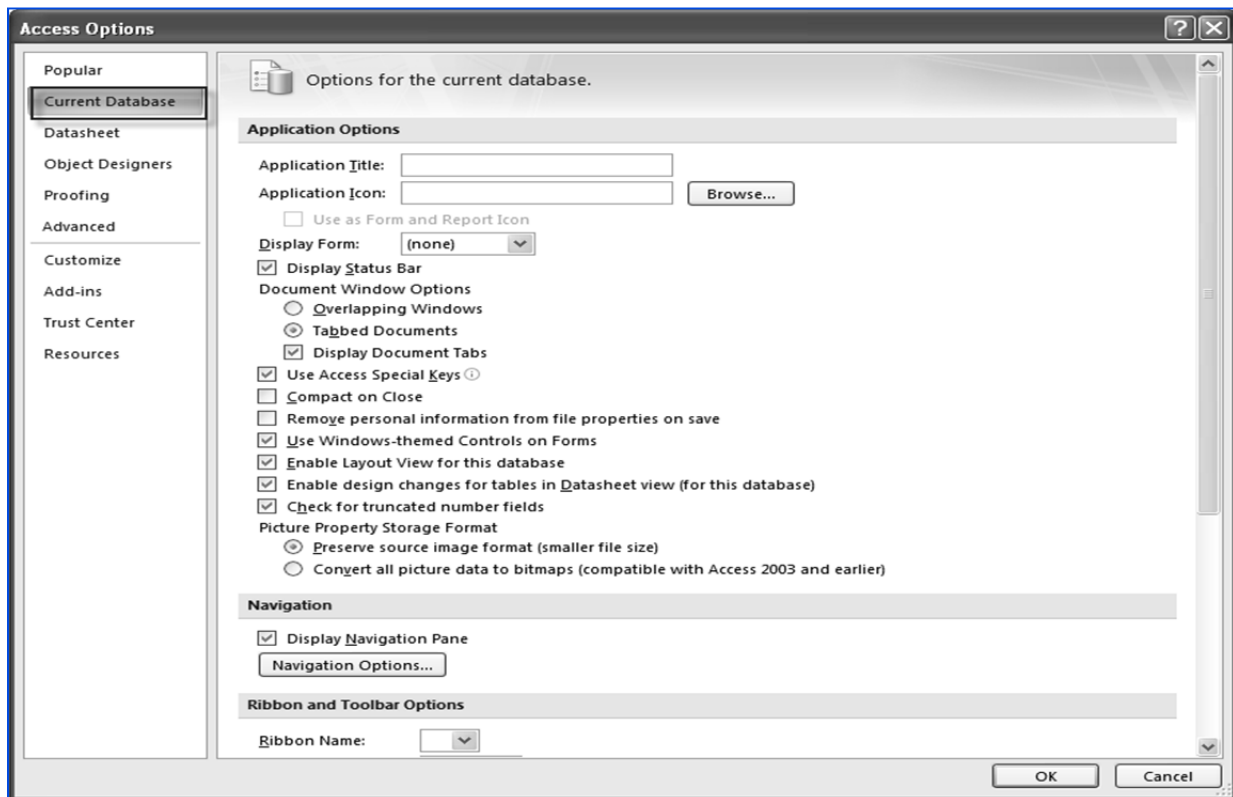 Access Options
Popular
Current Database
Datasheet
Object Designers
Proofing
Advanced
Customize
Add-ins
Trust Center
Resources
Options for the current database.
Application Options
Application Title:
Application Icon:
Browse...
Use as Form and Report Icon
Display Form:
(none)
Display Status Bar
Document Window Options
Overlapping Windows
Tabbed Documents
Display Document Tabs
Use Access Special Keys
Compact on Close
Remove personal information from file properties on save
Use Windows-themed Controls on Forms
Enable Layout View for this database
Enable design changes for tables in Datasheet view (for this database)
Check for truncated number fields
Picture Property Storage Format
Preserve source image format (smaller file size)
Convert all picture data to bitmaps (compatible with Access 2003 and earlier)
Navigation
Display Navigation Pane
Navigation Options...
Ribbon and Toolbar Options
Ribbon Name:
OK
Cancel